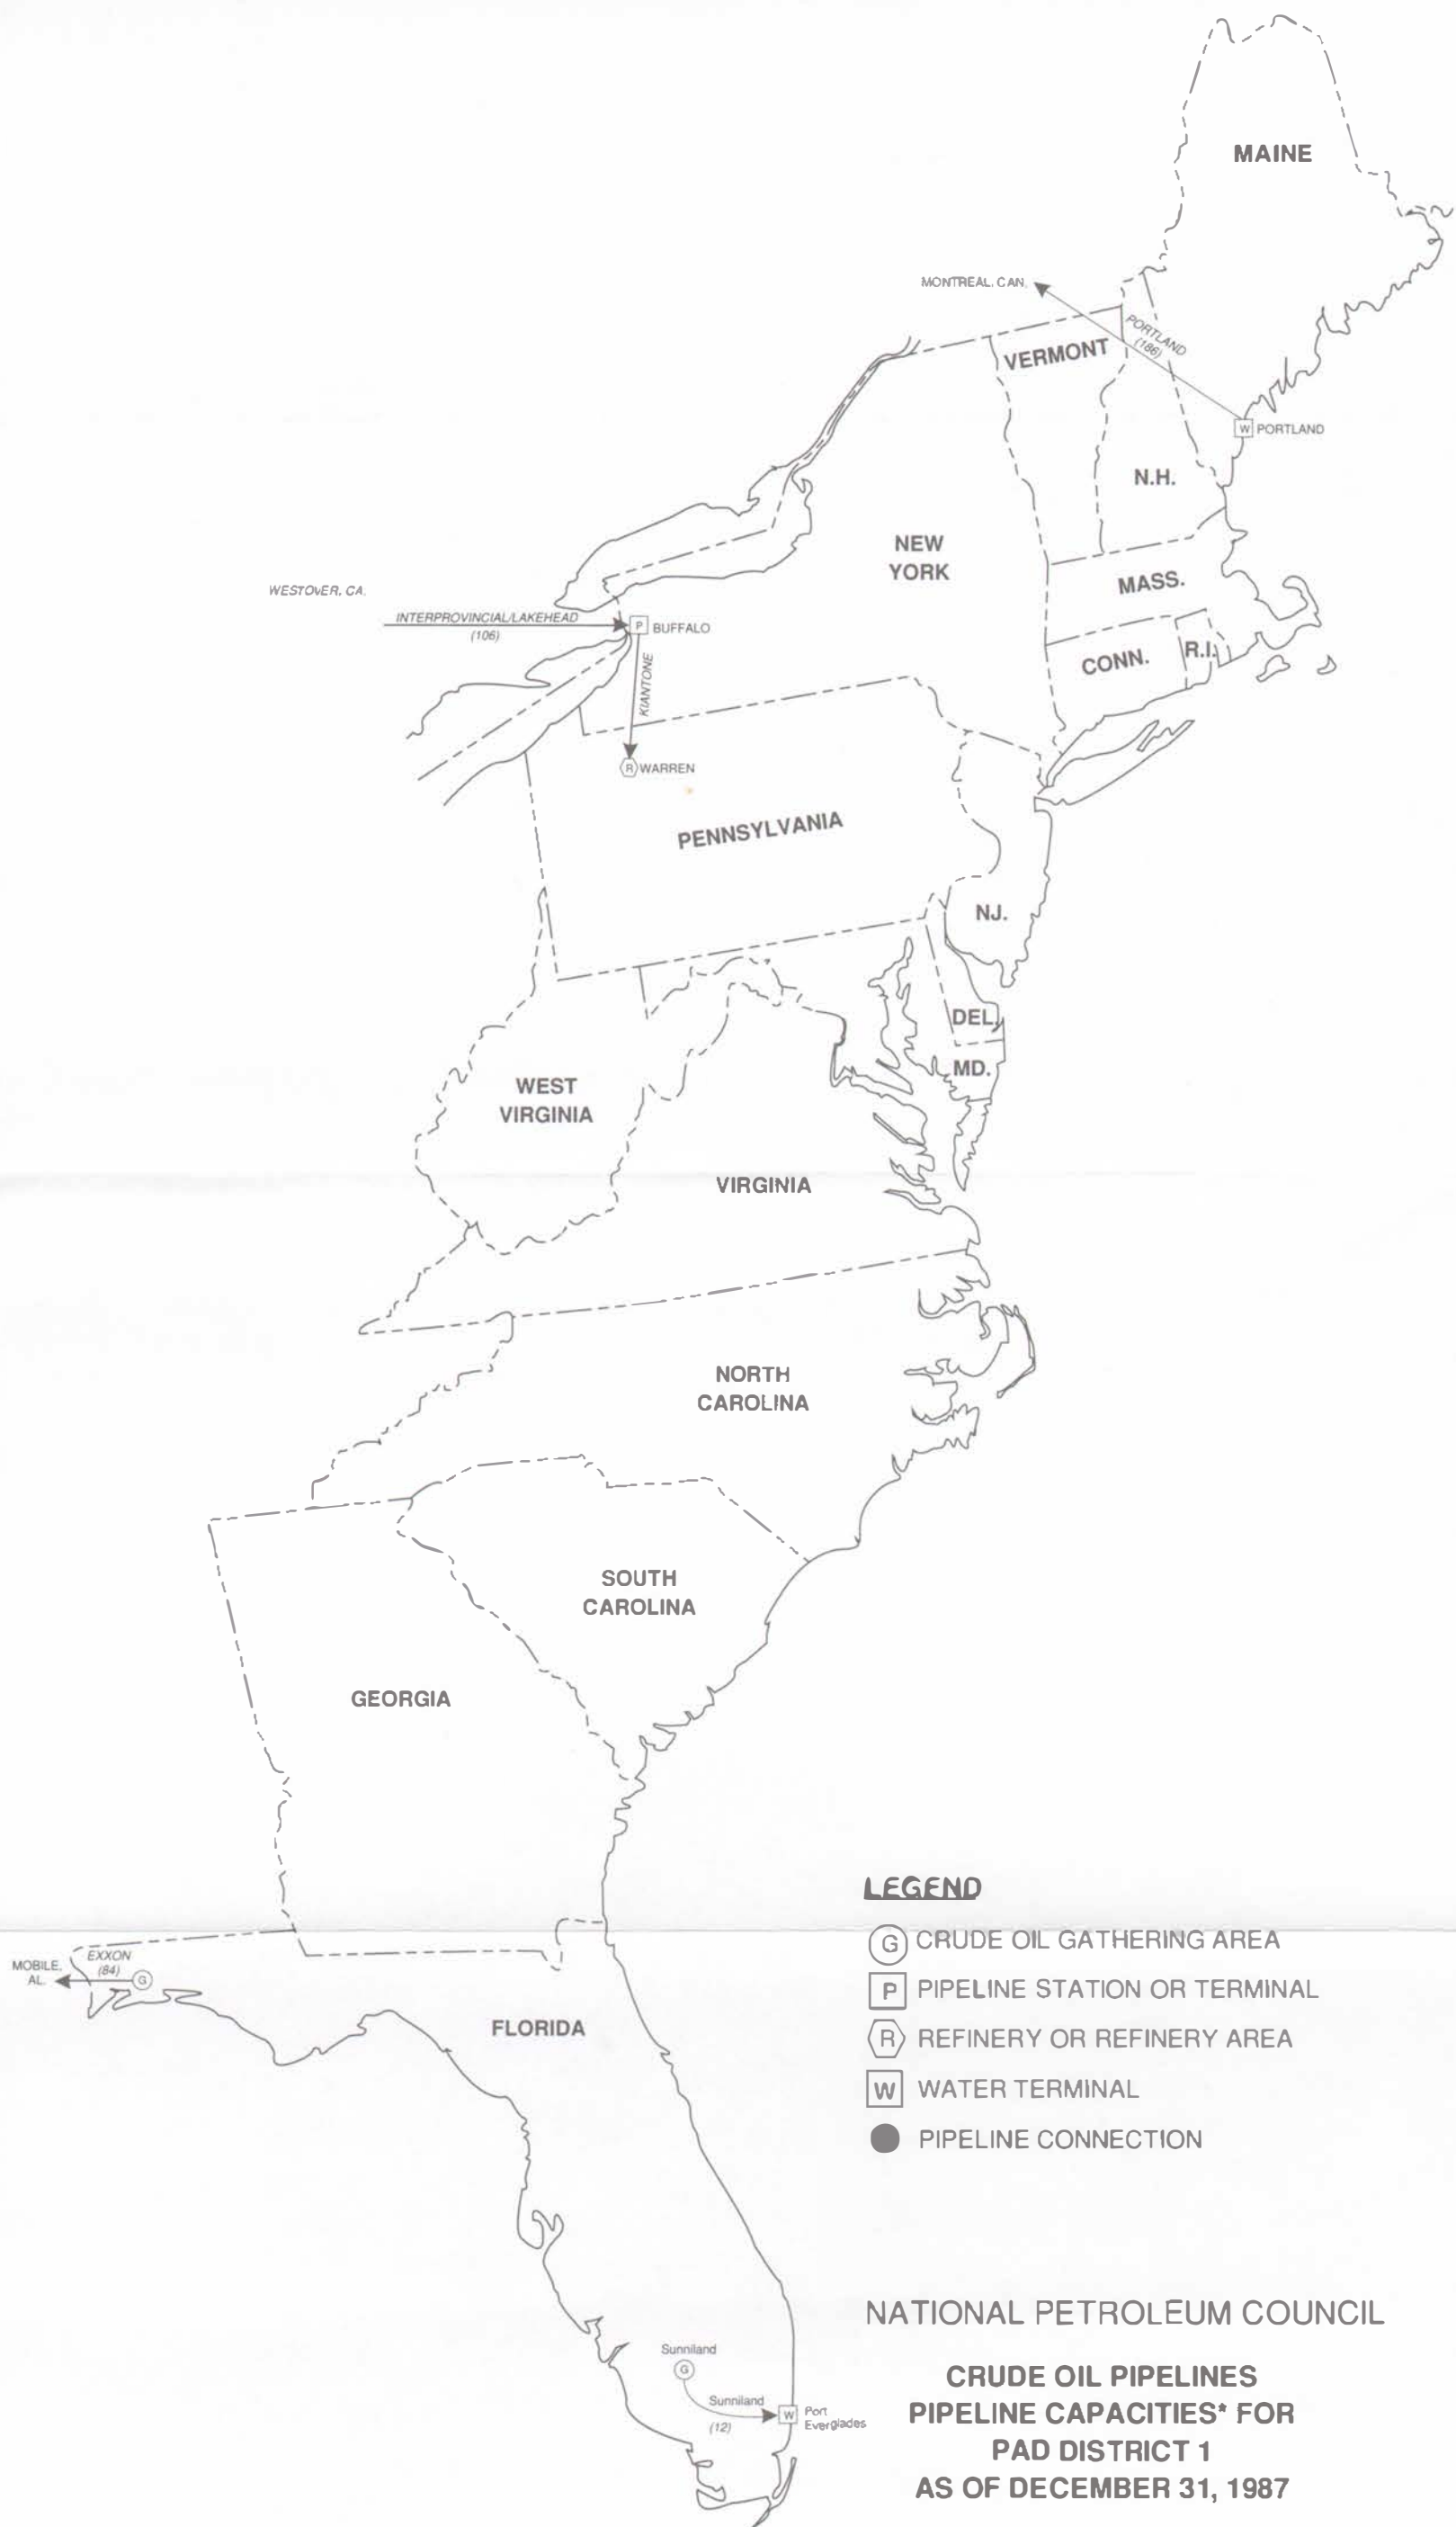 MAINE
MONTREAL, CAN.
PORTLAND
(186)
VERMONT
W PORTLAND
N.H.
NEW
YORK
MASS.
WESTOVER, CA.
INTERPROVINCIAL/LAKEHEAD
(106)
P BUFFALO
CONN.
R.I.
KIANTONE
R WARREN
PENNSYLVANIA
NJ.
DEL.
MD.
WEST
VIRGINIA
VIRGINIA
NORTH
CAROLINA
SOUTH
CAROLINA
GEORGIA
MOBILE,
AL.
EXXON
(84)
G
FLORIDA
LEGEND
G CRUDE OIL GATHERING AREA
P PIPELINE STATION OR TERMINAL
R REFINERY OR REFINERY AREA
W WATER TERMINAL
PIPELINE CONNECTION
Sunniland
G
Sunniland
(12)
W Port
Everglades
NATIONAL PETROLEUM COUNCIL
CRUDE OIL PIPELINES
PIPELINE CAPACITIES* FOR
PAD DISTRICT 1
AS OF DECEMBER 31, 1987